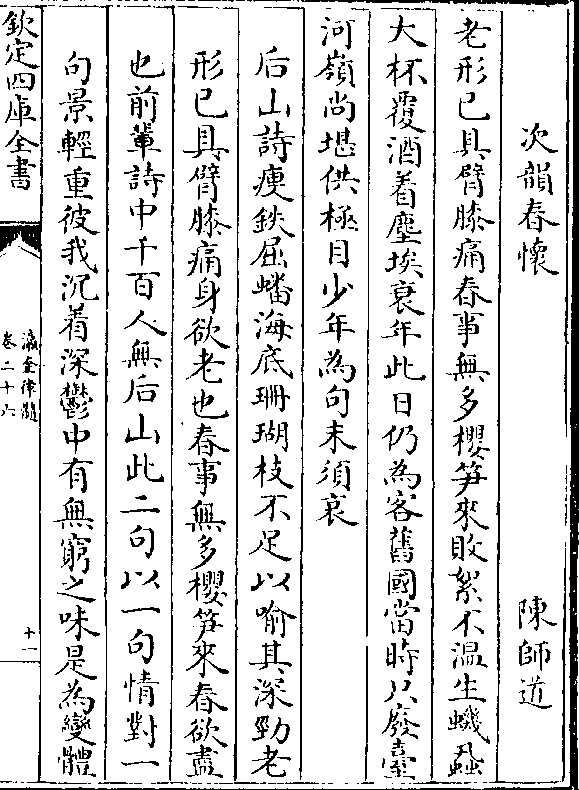 次韻春懷　陳師道
老形已具臂膝痛春事無多櫻笋來敗絮不温生蟣蝨
大杯覆酒着塵埃衰年此日仍為客舊國當時只廢臺
河嶺尚堪供極目少年為句未須哀
后山詩瘦鉄屈蟠海底珊瑚枝不足以喻其深勁老
形已具臂膝痛身欲老也春事無多櫻笋來春欲盡
也前輩詩中千百人無后山此二句以一句情對一
句景輕重彼我沉着深鬱中有無窮之味是為變體
欽定四庫全書
瀛奎律髓
卷二十六
十一